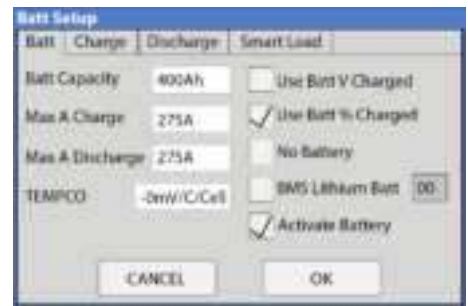 Batt Setup
Batt Charge Discharge Smart Load
Batt Capacity 400Ah Use Batt V Charged
Max A Charge 275A Use Batt % Charged
Max A Discharge 275A No Battery
TEMPCO -0mV/C/Cell BMS Lithium Batt 00
Activate Battery
CANCEL OK